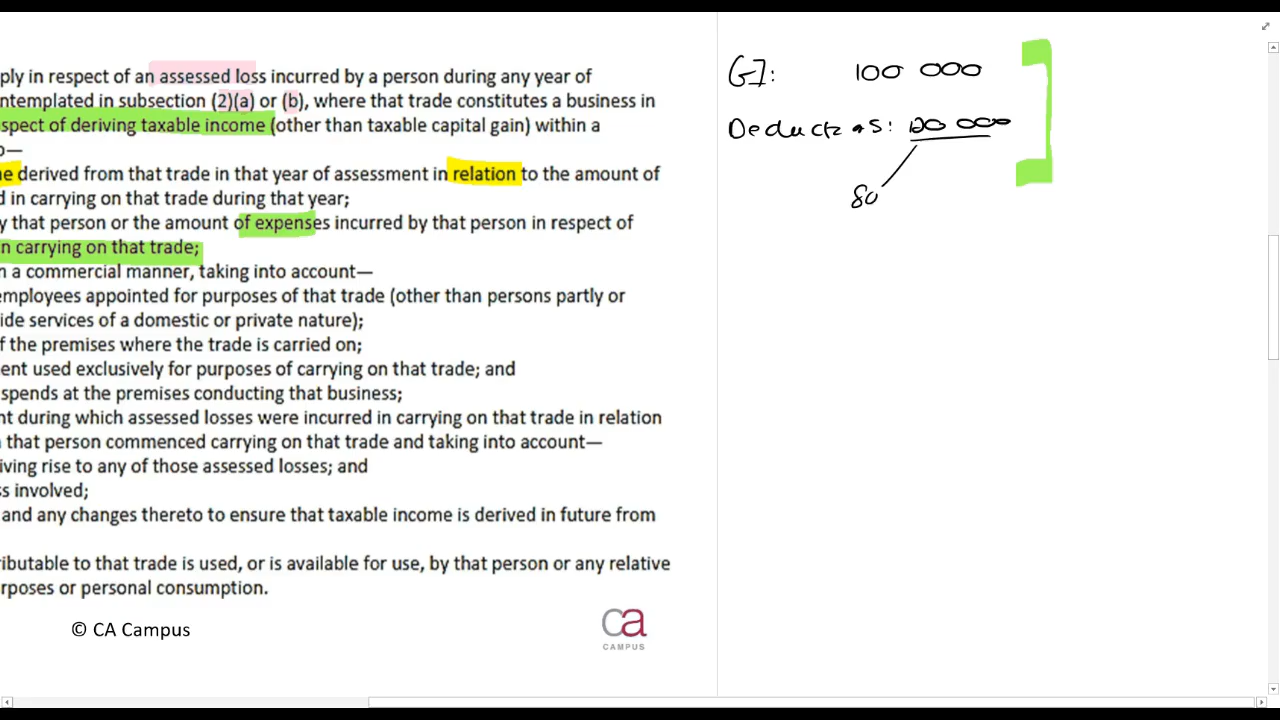 ply in respect of an assessed loss incurred by a person during any year of
ntemplated in subsection (2)(a) or (b), where that trade constitutes a business in
spect of deriving taxable income (other than taxable capital gain) within a
o—
ne derived from that trade in that year of assessment in relation to the amount of
d in carrying on that trade during that year;
y that person or the amount of expenses incurred by that person in respect of
n carrying on that trade;
n a commercial manner, taking into account—
employees appointed for purposes of that trade (other than persons partly or
ide services of a domestic or private nature);
f the premises where the trade is carried on;
ent used exclusively for purposes of carrying on that trade; and
spends at the premises conducting that business;
nt during which assessed losses were incurred in carrying on that trade in relation
that person commenced carrying on that trade and taking into account—
iving rise to any of those assessed losses; and
s involved;
and any changes thereto to ensure that taxable income is derived in future from
ributable to that trade is used, or is available for use, by that person or any relative
rposes or personal consumption.
© CA Campus
ca
CAMPUS
GI: 100 000
120 000
80